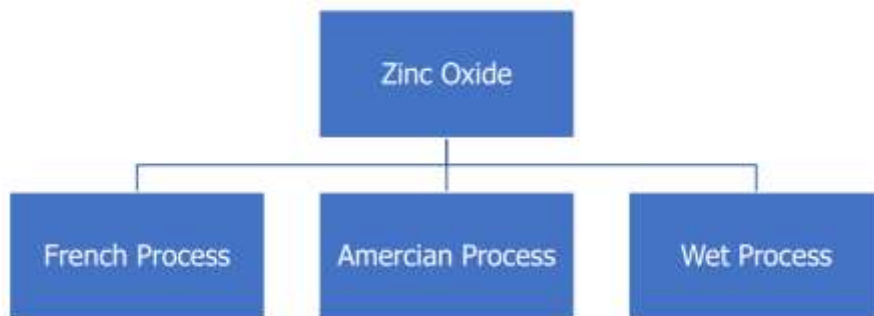 Zinc Oxide
French Process
Amercian Process
Wet Process